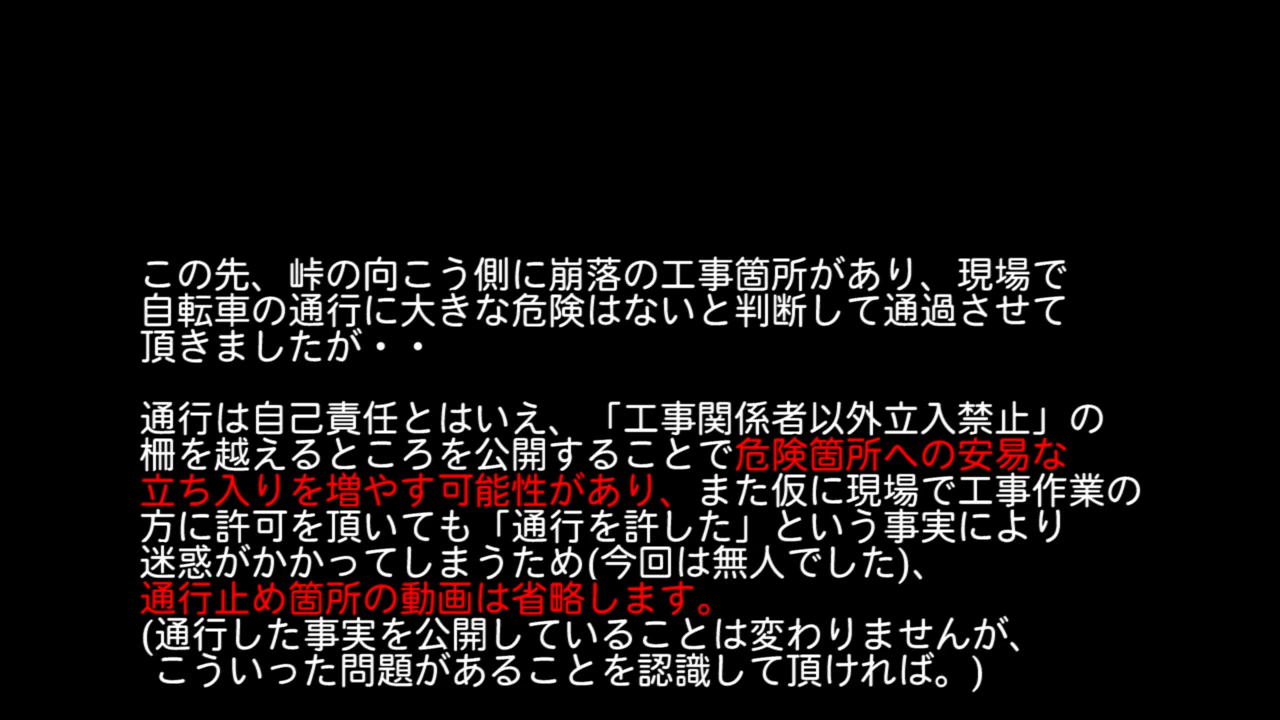 この先、峠の向こう側に崩落の工事箇所があり、現場で
自転車の通行に大きな危険はないと判断して通過させて
頂きましたが・・
通行は自己責任とはいえ、「工事関係者以外立入禁止」の
柵を越えるところを公開することで危険箇所への安易な
立ち入りを増やす可能性があり、また仮に現場で工事作業の
方に許可を頂いても「通行を許した」という事実により
迷惑がかかってしまうため(今回は無人でした)、
通行止め箇所の動画は省略します。
(通行した事実を公開していることは変わりませんが、
こういった問題があることを認識して頂ければ。)